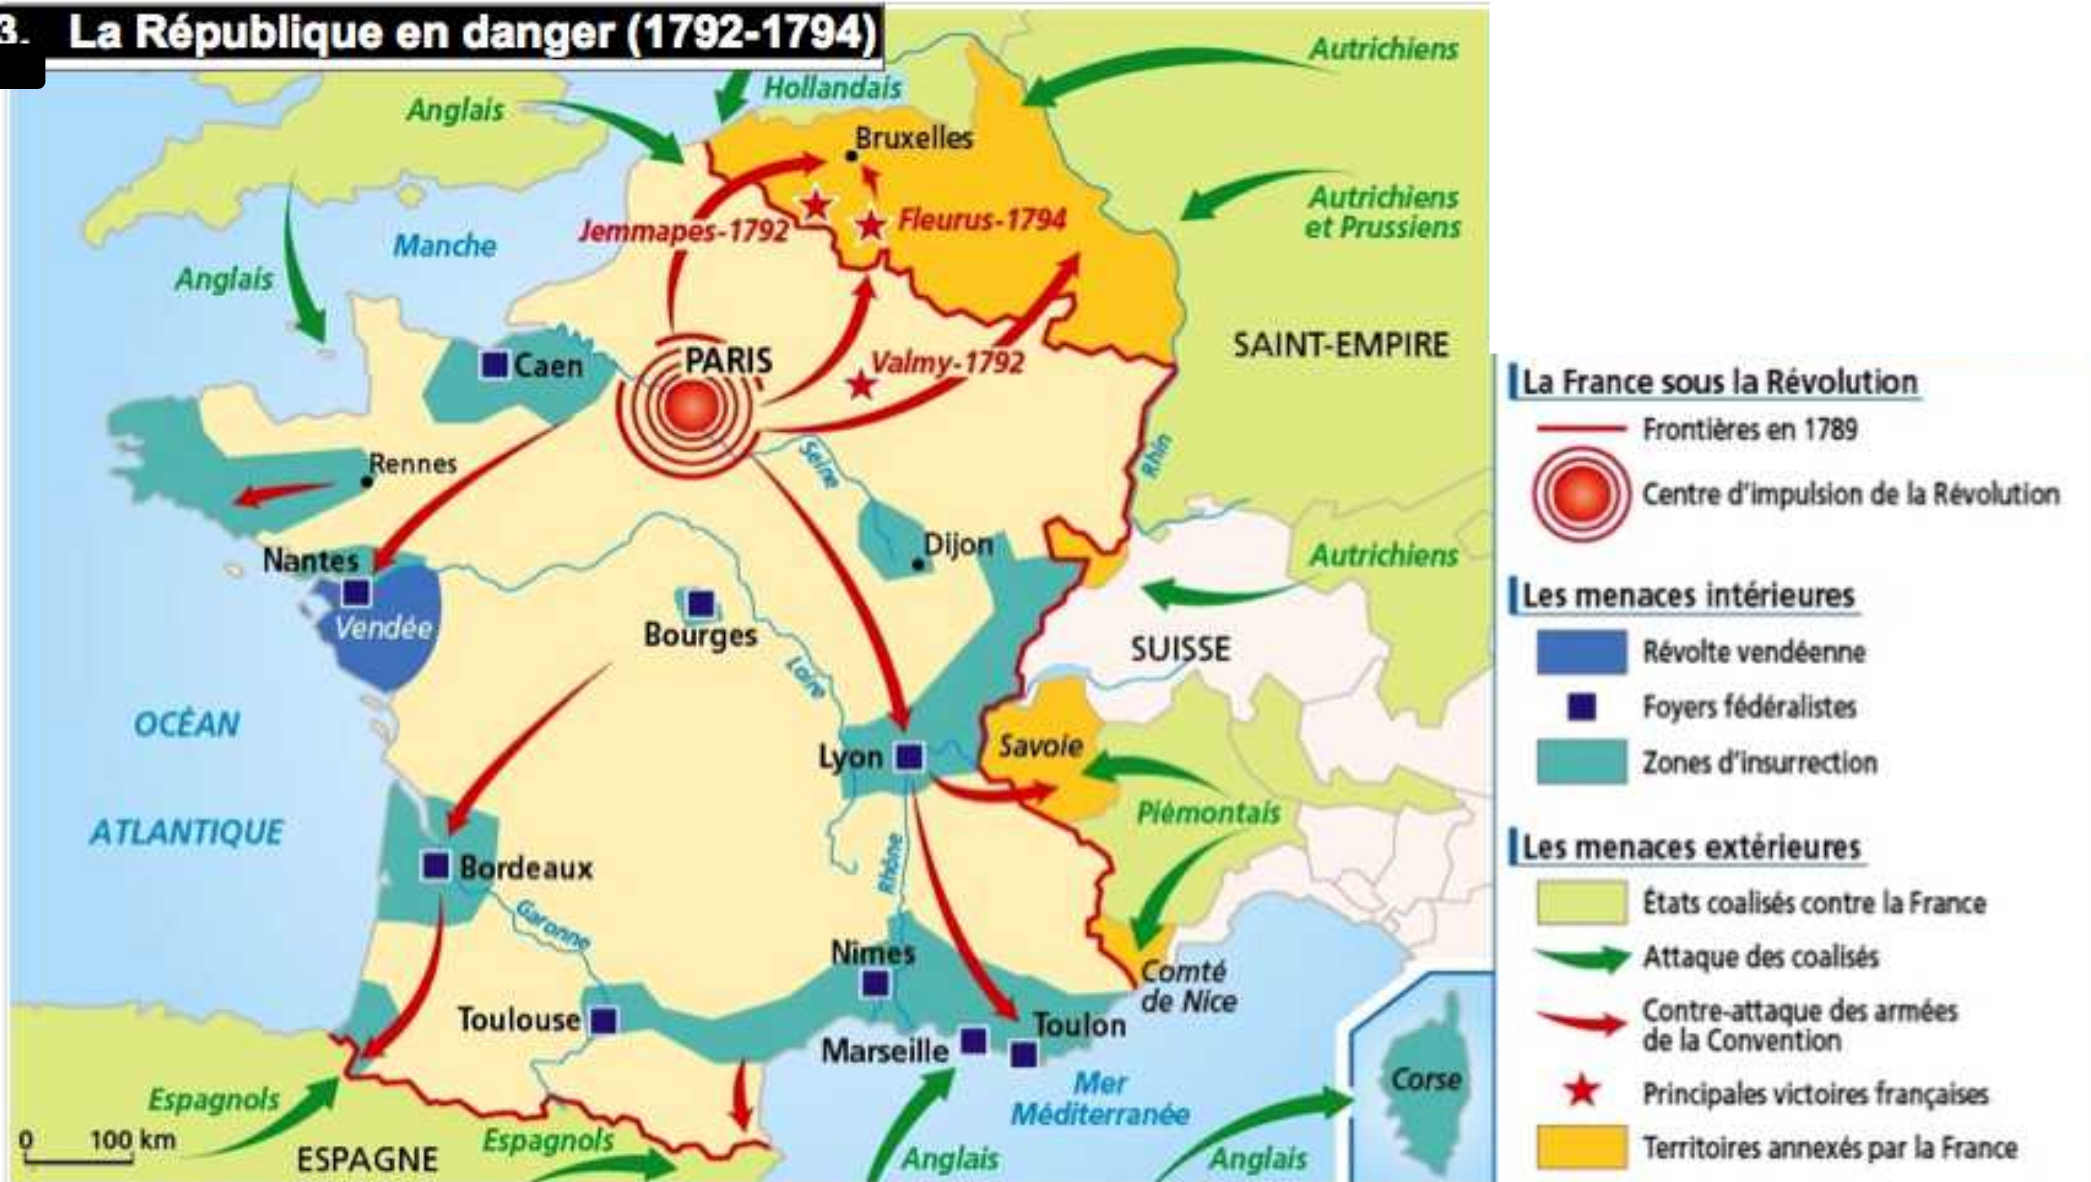 3. La République en danger (1792-1794)
Autrichiens
Hollandais
Anglais
Bruxelles
Autrichiens
et Prussiens
Jemmapes-1792
Fleurus-1794
Manche
Anglais
SAINT-EMPIRE
PARIS
Valmy-1792
Caen
Rennes
Seine
Rhin
Nantes
Dijon
Autrichiens
Vendée
Bourges
SUISSE
Loire
OCÉAN
ATLANTIQUE
Lyon
Savoie
Piémontais
Bordeaux
Rhône
Garonne
Nîmes
Comté
de Nice
Toulouse
Toulon
Marseille
Mer
Méditerranée
Corse
Espagnols
Espagnols
Anglais
Anglais
ESPAGNE
0 100 km
La France sous la Révolution
Frontières en 1789
Centre d'impulsion de la Révolution
Les menaces intérieures
Révolte vendéenne
Foyers fédéralistes
Zones d'insurrection
Les menaces extérieures
États coalisés contre la France
Attaque des coalisés
Contre-attaque des armées
de la Convention
Principales victoires françaises
Territoires annexés par la France